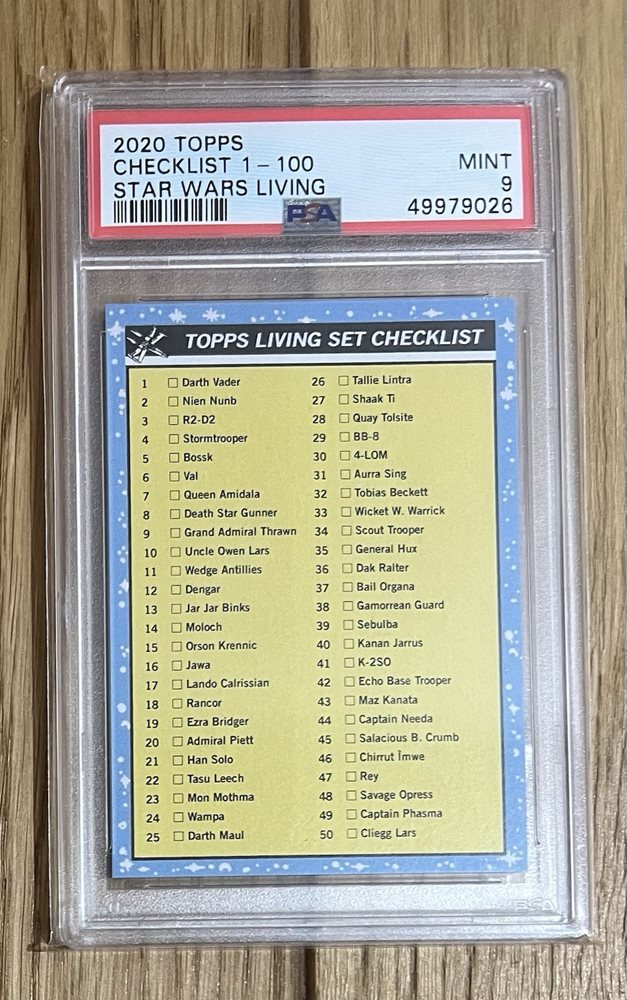 2020 TOPPS
CHECKLIST 1 - 100 MINT
STAR WARS LIVING 9
PSA 49979026
TOPPS LIVING SET CHECKLIST
1 Darth Vader
2 Nien Nunb
3 R2-D2
4 Stormtrooper
5 Bossk
6 Val
7 Queen Amidala
8 Death Star Gunner
9 Grand Admiral Thrawn
10 Uncle Owen Lars
11 Wedge Antillies
12 Dengar
13 Jar Jar Binks
14 Moloch
15 Orson Krennic
16 Jawa
17 Lando Calrissian
18 Rancor
19 Ezra Bridger
20 Admiral Piett
21 Han Solo
22 Tasu Leech
23 Mon Mothma
24 Wampa
25 Darth Maul
26 Tallie Lintra
27 Shaak Ti
28 Quay Tolsite
29 BB-8
30 4-LOM
31 Aurra Sing
32 Tobias Beckett
33 Wicket W. Warrick
34 Scout Trooper
35 General Hux
36 Dak Ralter
37 Bail Organa
38 Gamorrean Guard
39 Sebulba
40 Kanan Jarrus
41 K-2SO
42 Echo Base Trooper
43 Maz Kanata
44 Captain Needa
45 Salacious B. Crumb
46 Chirrut Îmwe
47 Rey
48 Savage Opress
49 Captain Phasma
50 Cliegg Lars
PSA